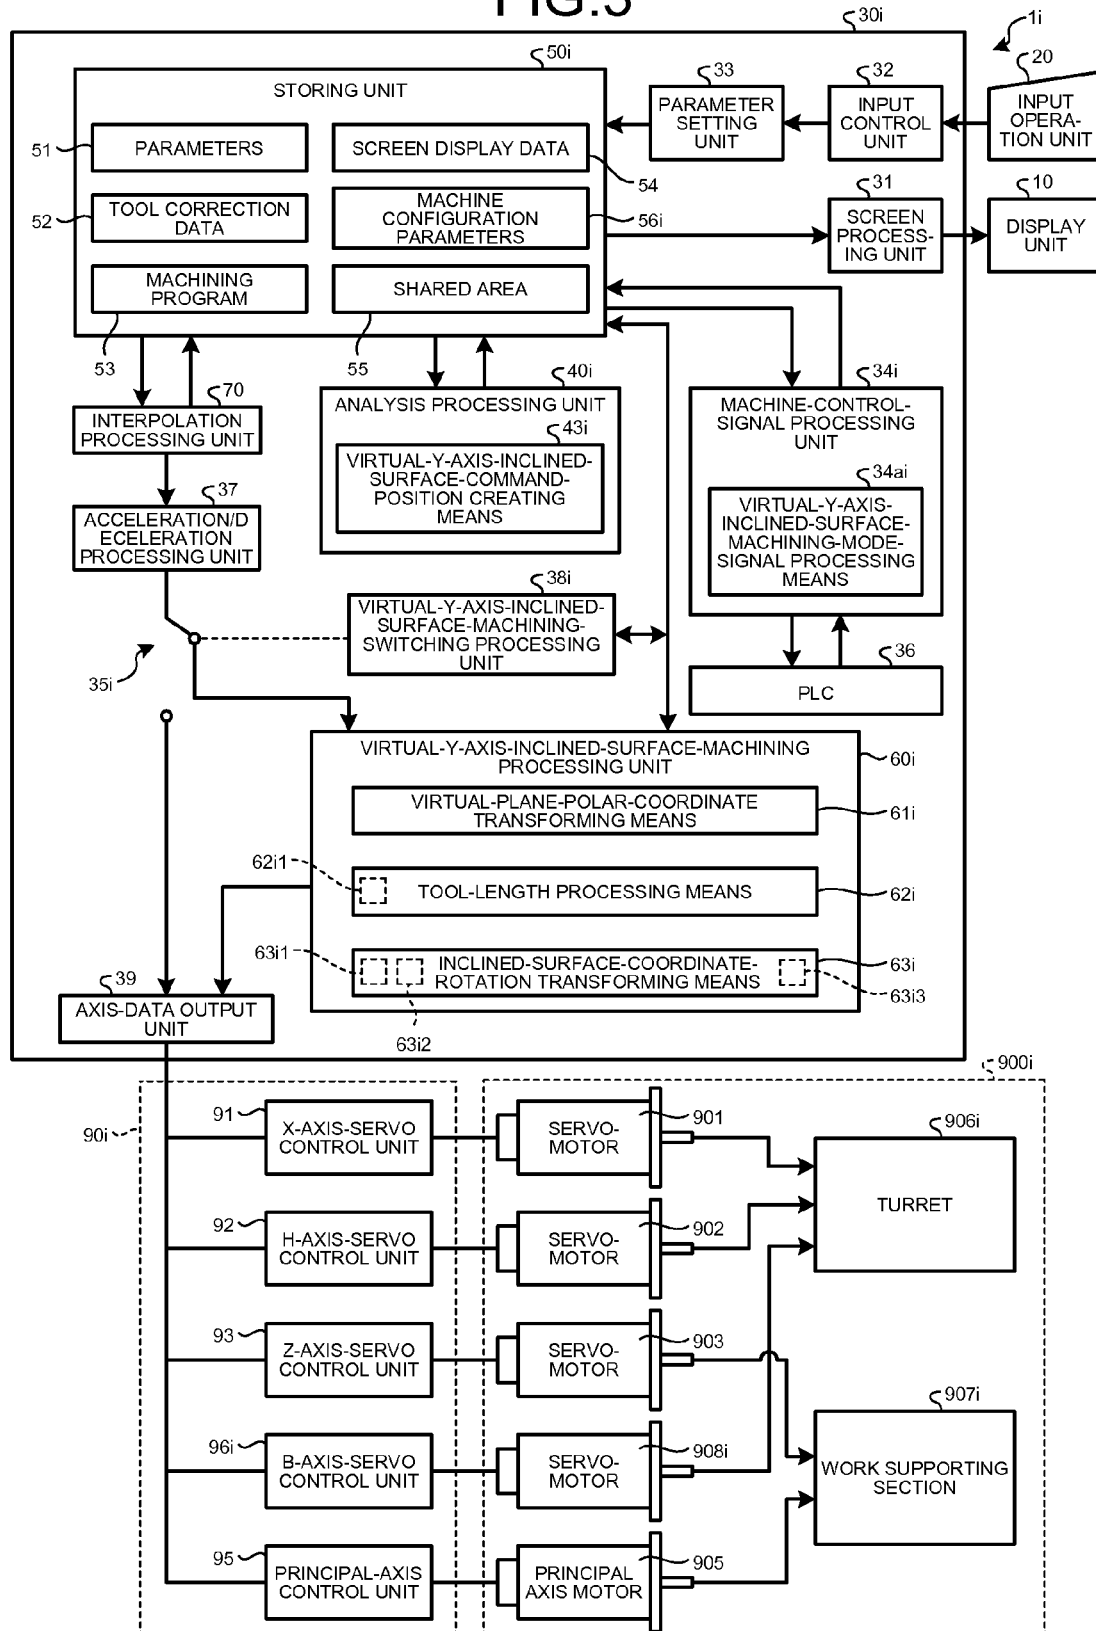 FIG.3
30i
1i
50i
STORING UNIT
51
PARAMETERS
SCREEN DISPLAY DATA
54
52
TOOL CORRECTION
DATA
MACHINE
CONFIGURATION
PARAMETERS
56i
MACHINING
PROGRAM
53
SHARED AREA
55
33
PARAMETER
SETTING
UNIT
32
INPUT
CONTROL
UNIT
20
INPUT
OPERA-
TION UNIT
31
SCREEN
PROCESS-
ING UNIT
10
DISPLAY
UNIT
70
INTERPOLATION
PROCESSING UNIT
40i
ANALYSIS PROCESSING UNIT
43i
VIRTUAL-Y-AXIS-INCLINED-
SURFACE-COMMAND-
POSITION CREATING
MEANS
34i
MACHINE-CONTROL-
SIGNAL PROCESSING
UNIT
34ai
VIRTUAL-Y-AXIS-
INCLINED-SURFACE-
MACHINING-MODE-
SIGNAL PROCESSING
MEANS
37
ACCELERATION/D
ECELERATION
PROCESSING UNIT
38i
VIRTUAL-Y-AXIS-INCLINED-
SURFACE-MACHINING-
SWITCHING PROCESSING
UNIT
35i
36
PLC
VIRTUAL-Y-AXIS-INCLINED-SURFACE-MACHINING
PROCESSING UNIT
60i
VIRTUAL-PLANE-POLAR-COORDINATE
TRANSFORMING MEANS
61i
62i1
TOOL-LENGTH PROCESSING MEANS
62i
63i1
INCLINED-SURFACE-COORDINATE-
ROTATION TRANSFORMING MEANS
63i
63i2
63i3
39
AXIS-DATA OUTPUT
UNIT
900i
90i
91
X-AXIS-SERVO
CONTROL UNIT
SERVO-
MOTOR
901
906i
TURRET
92
H-AXIS-SERVO
CONTROL UNIT
SERVO-
MOTOR
902
93
Z-AXIS-SERVO
CONTROL UNIT
SERVO-
MOTOR
903
907i
WORK SUPPORTING
SECTION
96i
B-AXIS-SERVO
CONTROL UNIT
SERVO-
MOTOR
908i
95
PRINCIPAL-AXIS
CONTROL UNIT
PRINCIPAL
AXIS MOTOR
905